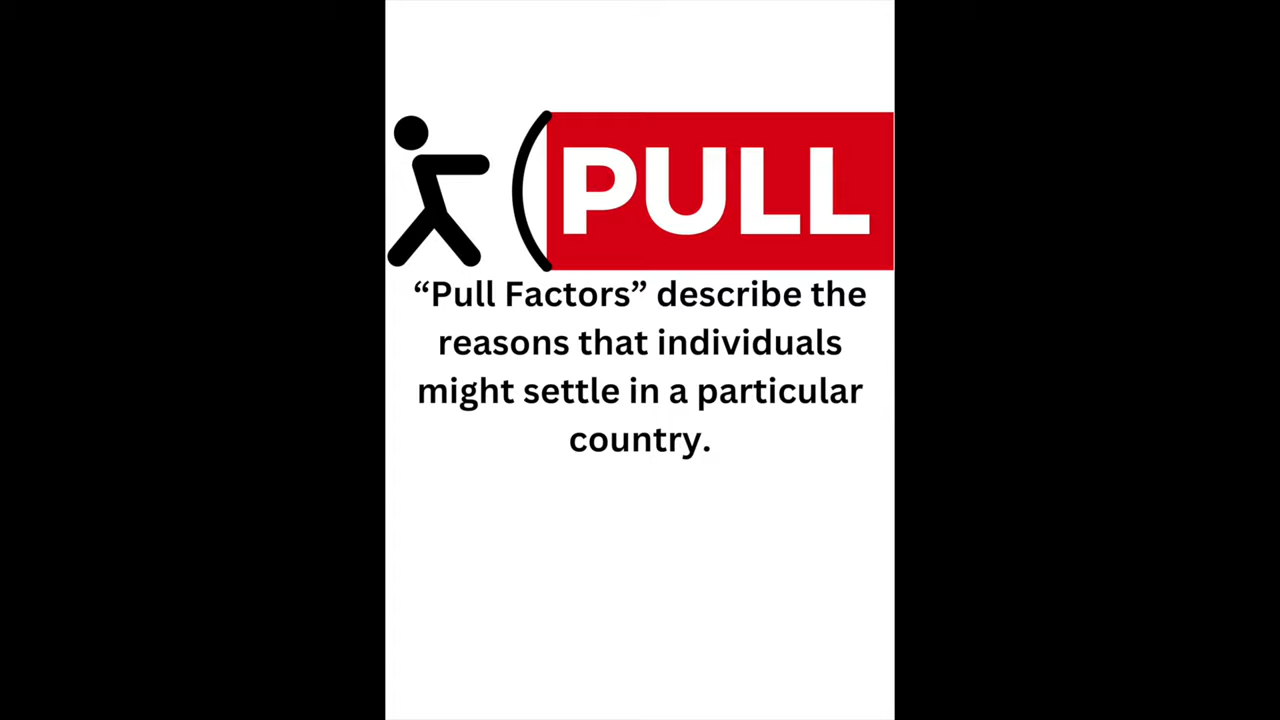 PULL
“Pull Factors” describe the
reasons that individuals
might settle in a particular
country.